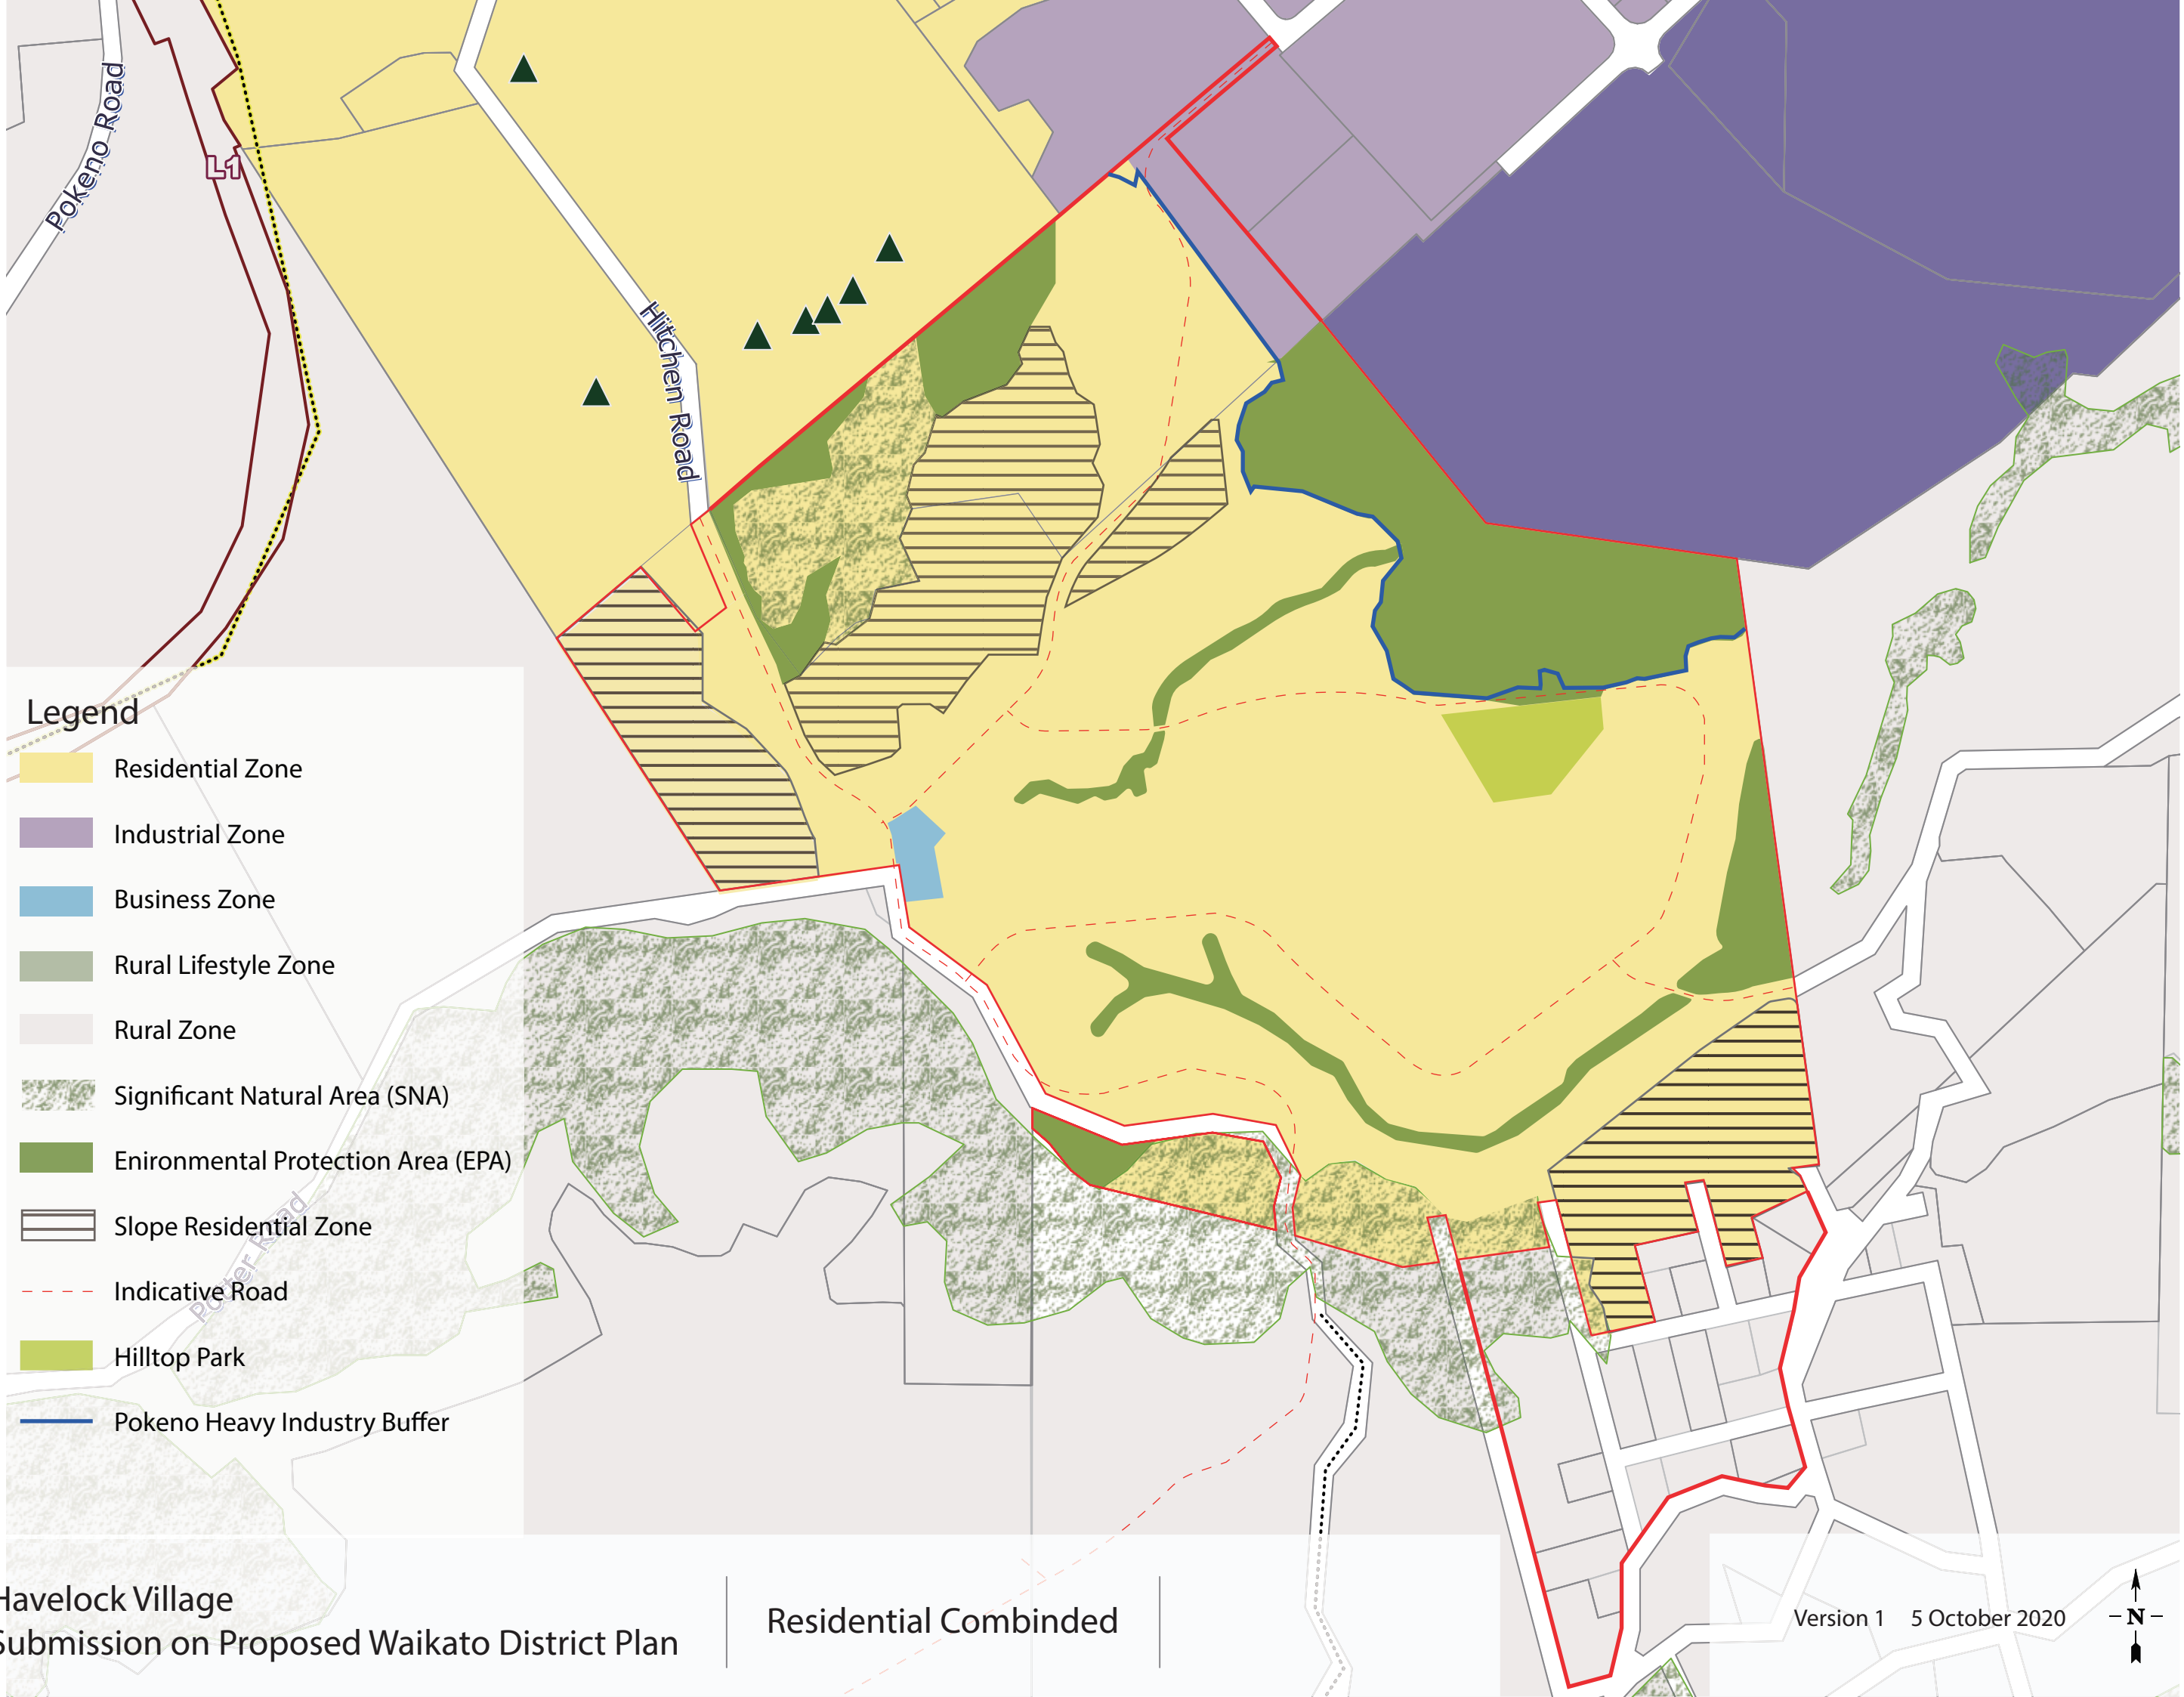 Pokeno Road
L1
Hitchen Road
Legend
Residential Zone
Industrial Zone
Business Zone
Rural Lifestyle Zone
Rural Zone
Significant Natural Area (SNA)
Enironmental Protection Area (EPA)
Slope Residential Zone
Indicative Road
Hilltop Park
Pokeno Heavy Industry Buffer
Potter Road
Havelock Village
Submission on Proposed Waikato District Plan
Residential Combinded
Version 1 5 October 2020
N